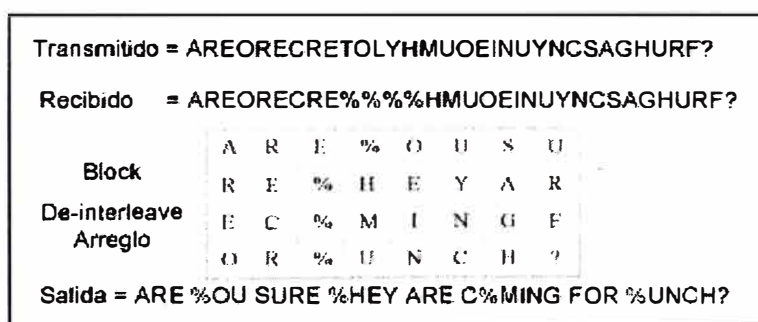 Transmitido = AREORECRETOLYHMUOEINUYNCSAGHURF?
Recibido = AREORECRE%%%%HMUOEINUYNCSAGHURF?
A R E % O U S U
Block
R E % H E Y A R
De-interleave
E C % M I N G F
Arreglo
O R % U N C H ?
Salida = ARE %OU SURE %HEY ARE C%MING FOR %UNCH?